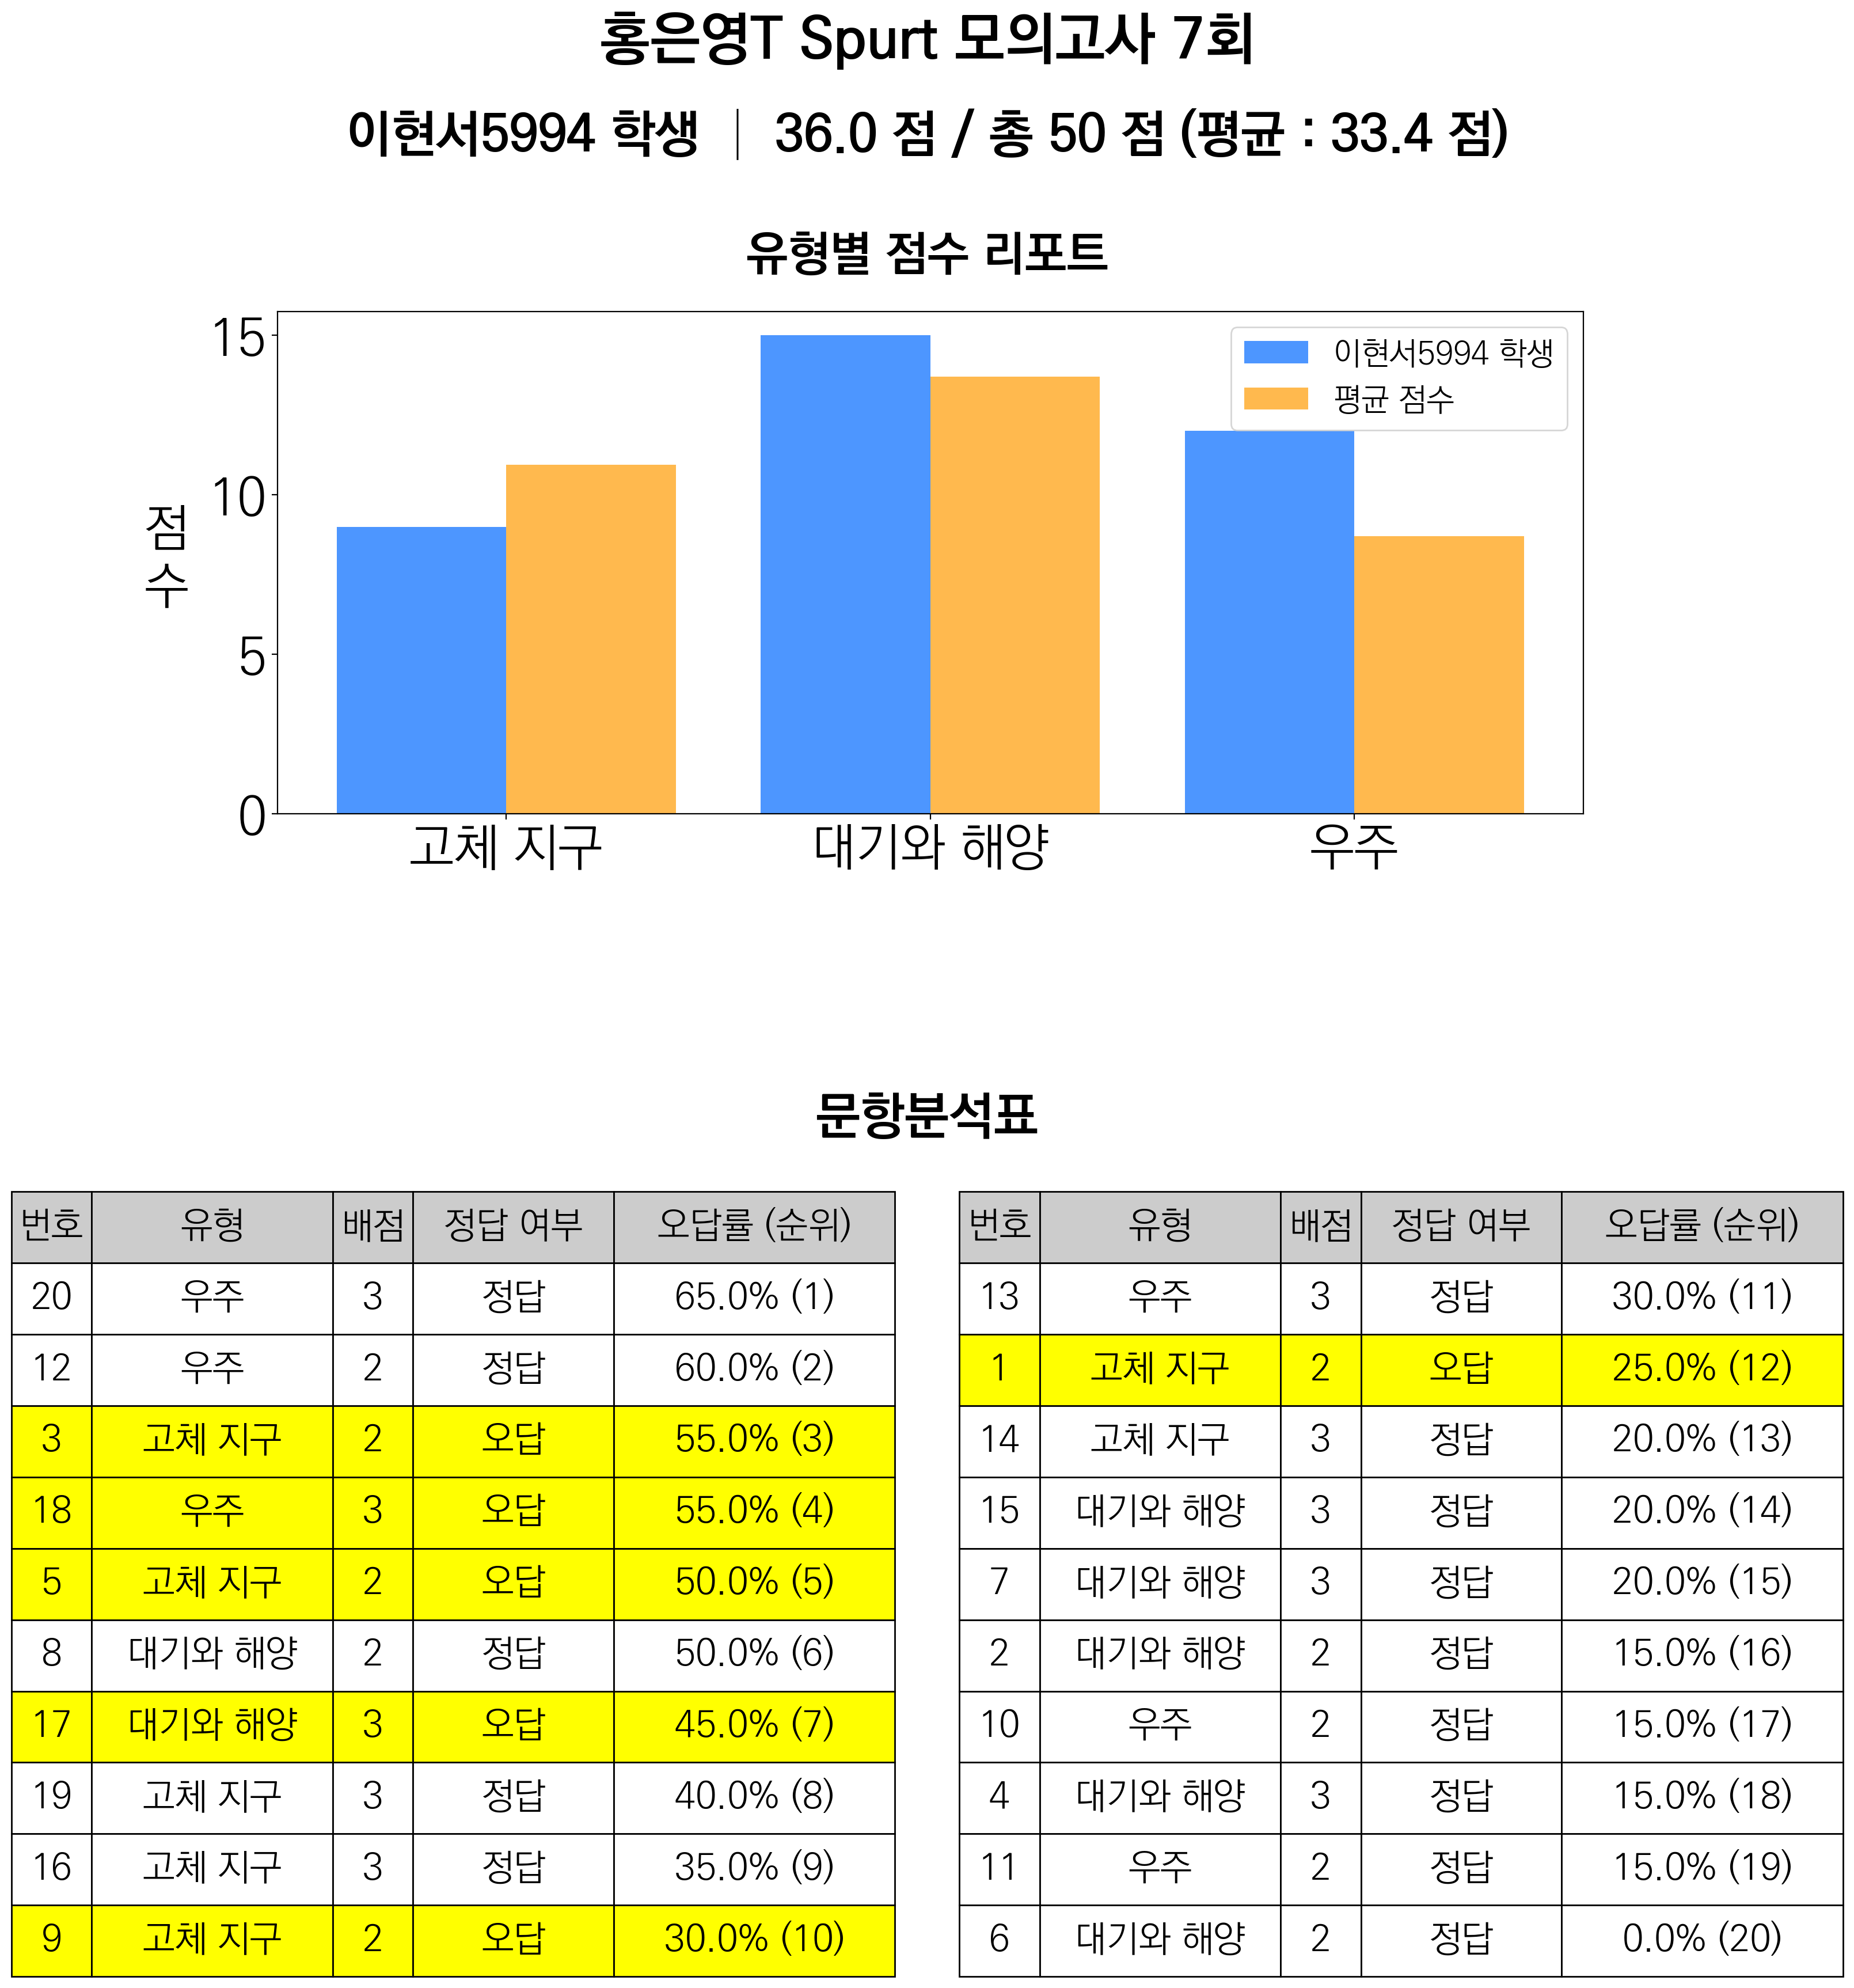 홍은영T Spurt 모의고사 7회
이현서5994 학생 | 36.0 점 / 총 50 점 (평균 : 33.4 점)
유형별 점수 리포트
이현서5994 학생
평균 점수
점
수
15
10
5
0
고체 지구 대기와 해양 우주
문항분석표
번호 유형 배점 정답 여부 오답률 (순위)
20 우주 3 정답 65.0% (1)
12 우주 2 정답 60.0% (2)
3 고체 지구 2 오답 55.0% (3)
18 우주 3 오답 55.0% (4)
5 고체 지구 2 오답 50.0% (5)
8 대기와 해양 2 정답 50.0% (6)
17 대기와 해양 3 오답 45.0% (7)
19 고체 지구 3 정답 40.0% (8)
16 고체 지구 3 정답 35.0% (9)
9 고체 지구 2 오답 30.0% (10)
번호 유형 배점 정답 여부 오답률 (순위)
13 우주 3 정답 30.0% (11)
1 고체 지구 2 오답 25.0% (12)
14 고체 지구 3 정답 20.0% (13)
15 대기와 해양 3 정답 20.0% (14)
7 대기와 해양 3 정답 20.0% (15)
2 대기와 해양 2 정답 15.0% (16)
10 우주 2 정답 15.0% (17)
4 대기와 해양 3 정답 15.0% (18)
11 우주 2 정답 15.0% (19)
6 대기와 해양 2 정답 0.0% (20)